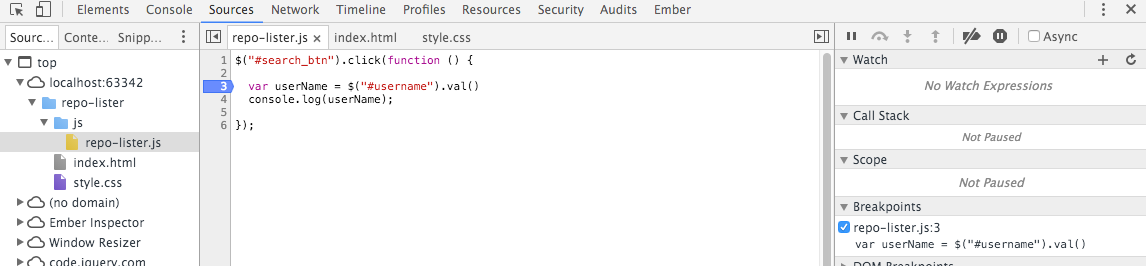 Elements Console Sources Network Timeline Profiles Resources Security Audits Ember
Sourc... Conte... Snipp...
repo-lister.js × index.html style.css
Async
top
localhost:63342
repo-lister
js
repo-lister.js
index.html
style.css
(no domain)
Ember Inspector
Window Resizer
code.jquery.com
1 $("#search_btn").click(function () {
2
3 var userName = $("#username").val()
4 console.log(userName);
5
6 });
Watch
No Watch Expressions
Call Stack
Not Paused
Scope
Not Paused
Breakpoints
repo-lister.js:3
var userName = $("#username").val()
DOM Breakpoints